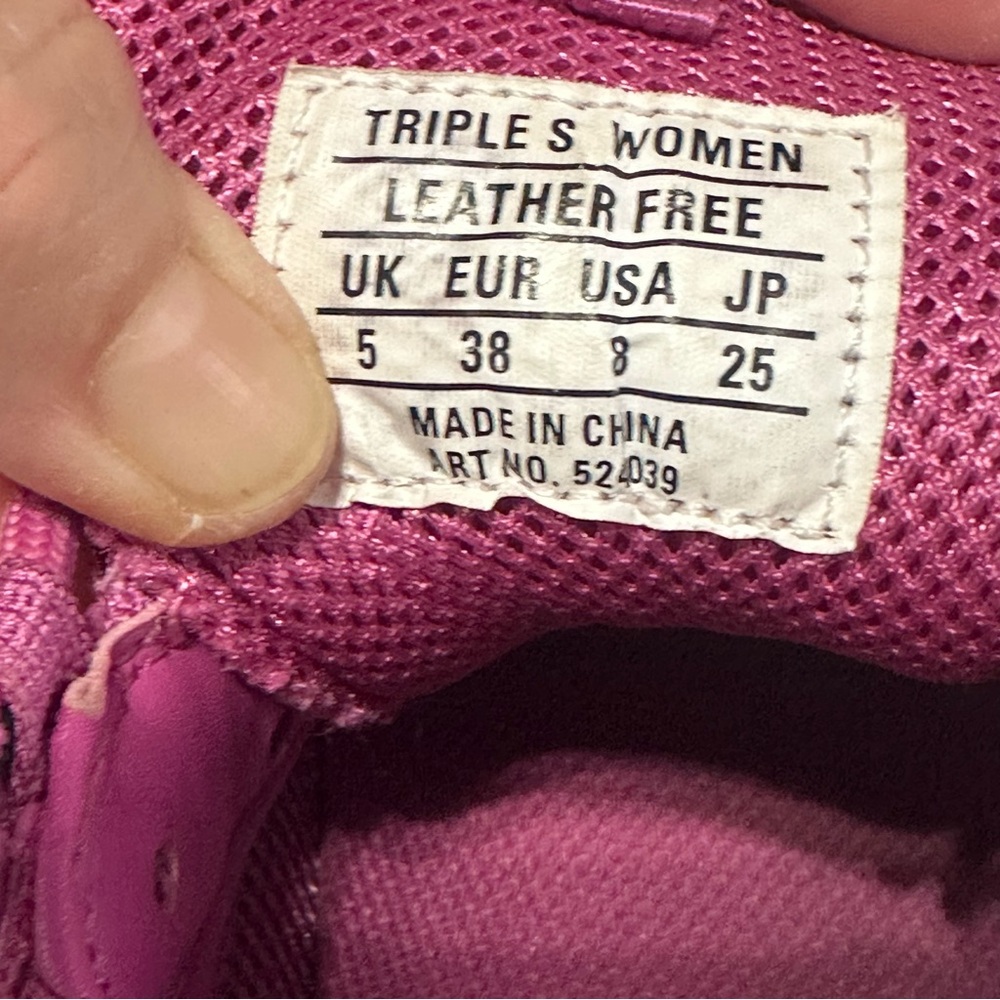 TRIPLE S WOMEN
LEATHER FREE
UK EUR USA JP
5 38 8 25
MADE IN CHINA
ART NO. 524039